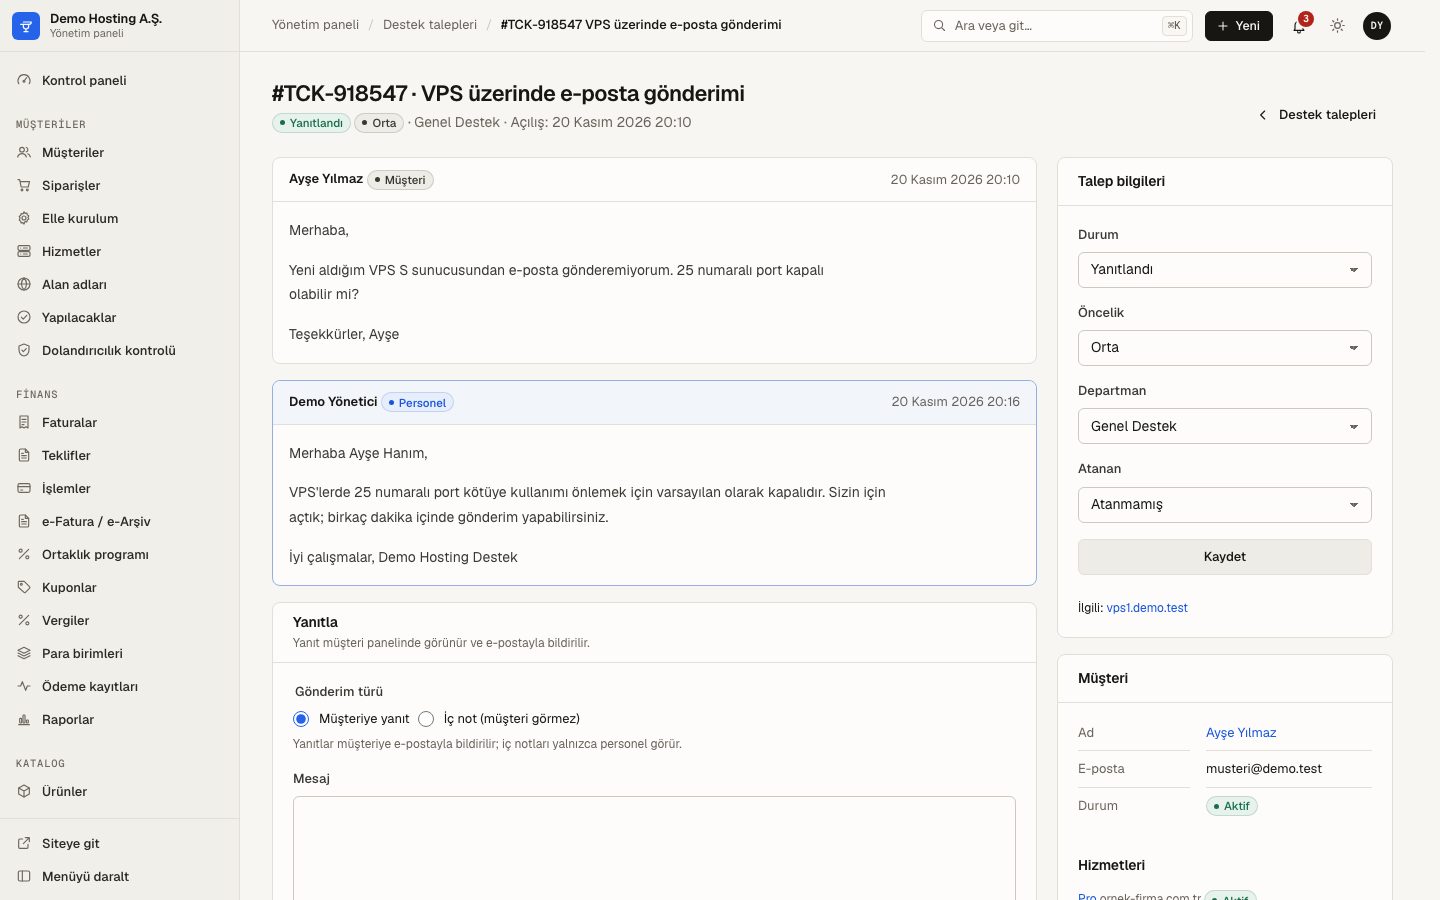 Demo Hosting A.Ş.
Yönetim paneli
Kontrol paneli
MÜŞTERİLER
Müşteriler
Siparişler
Elle kurulum
Hizmetler
Alan adları
Yapılacaklar
Dolandırıcılık kontrolü
FİNANS
Faturalar
Teklifler
İşlemler
e-Fatura / e-Arşiv
Ortaklık programı
Kuponlar
Vergiler
Para birimleri
Ödeme kayıtları
Raporlar
KATALOG
Ürünler
Siteye git
Menüyü daralt
Yönetim paneli / Destek talepleri / #TCK-918547 VPS üzerinde e-posta gönderimi
Ara veya git… ⌘K
+ Yeni
3
DY
#TCK-918547 · VPS üzerinde e-posta gönderimi
Yanıtlandı Orta · Genel Destek · Açılış: 20 Kasım 2026 20:10
Destek talepleri
Ayşe Yılmaz Müşteri 20 Kasım 2026 20:10
Merhaba,
Yeni aldığım VPS S sunucusundan e-posta gönderemiyorum. 25 numaralı port kapalı
olabilir mi?
Teşekkürler, Ayşe
Demo Yönetici Personel 20 Kasım 2026 20:16
Merhaba Ayşe Hanım,
VPS'lerde 25 numaralı port kötüye kullanımı önlemek için varsayılan olarak kapalıdır. Sizin için
açtık; birkaç dakika içinde gönderim yapabilirsiniz.
İyi çalışmalar, Demo Hosting Destek
Yanıtla
Yanıt müşteri panelinde görünür ve e-postayla bildirilir.
Gönderim türü
Müşteriye yanıt İç not (müşteri görmez)
Yanıtlar müşteriye e-postayla bildirilir; iç notları yalnızca personel görür.
Mesaj
Talep bilgileri
Durum
Yanıtlandı
Öncelik
Orta
Departman
Genel Destek
Atanan
Atanmamış
Kaydet
İlgili: vps1.demo.test
Müşteri
Ad Ayşe Yılmaz
E-posta musteri@demo.test
Durum Aktif
Hizmetleri
Pro ornek-firma.com.tr Aktif